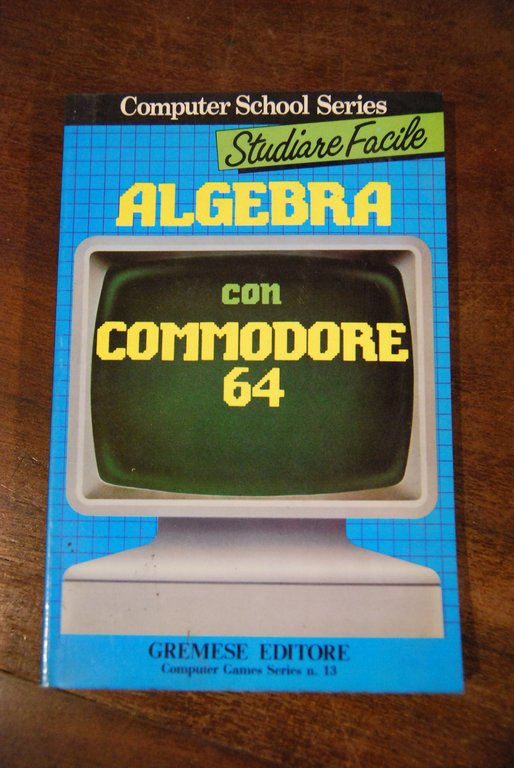 Computer School Series
Studiare Facile
ALGEBRA
con
COMMODORE
64
GREMESE EDITORE
Computer Games Series n. 13